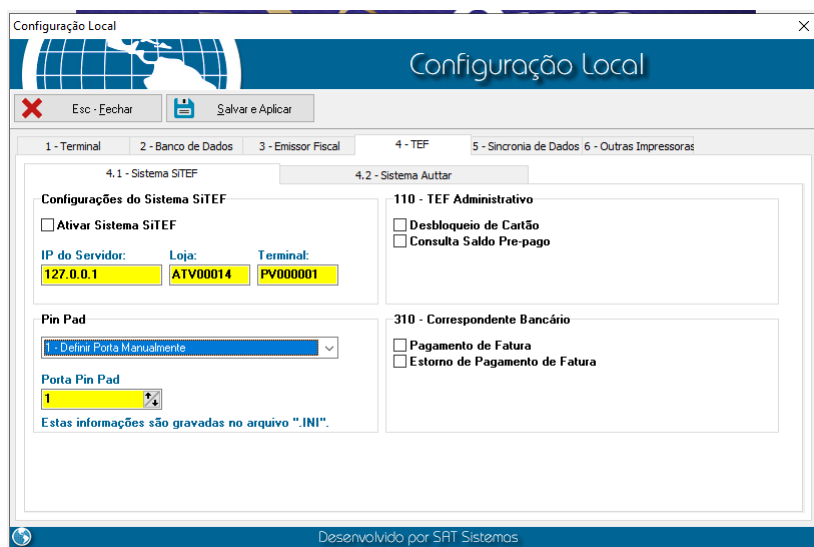 Configuração Local
Configuração Local
Esc - Fechar
Salvar e Aplicar
1 - Terminal
2 - Banco de Dados
3 - Emissor Fiscal
4 - TEF
5 - Sincronia de Dados
6 - Outras Impressoras
4.1 - Sistema SiTEF
4.2 - Sistema Auttar
Configurações do Sistema SiTEF
Ativar Sistema SiTEF
IP do Servidor: Loja: Terminal:
127.0.0.1 ATV00014 PV000001
110 - TEF Administrativo
Desbloqueio de Cartão
Consulta Saldo Pre-pago
Pin Pad
1 - Definir Porta Manualmente
Porta Pin Pad
1
Estas informações são gravadas no arquivo ".INI".
310 - Correspondente Bancário
Pagamento de Fatura
Estorno de Pagamento de Fatura
Desenvolvido por SAT Sistemas